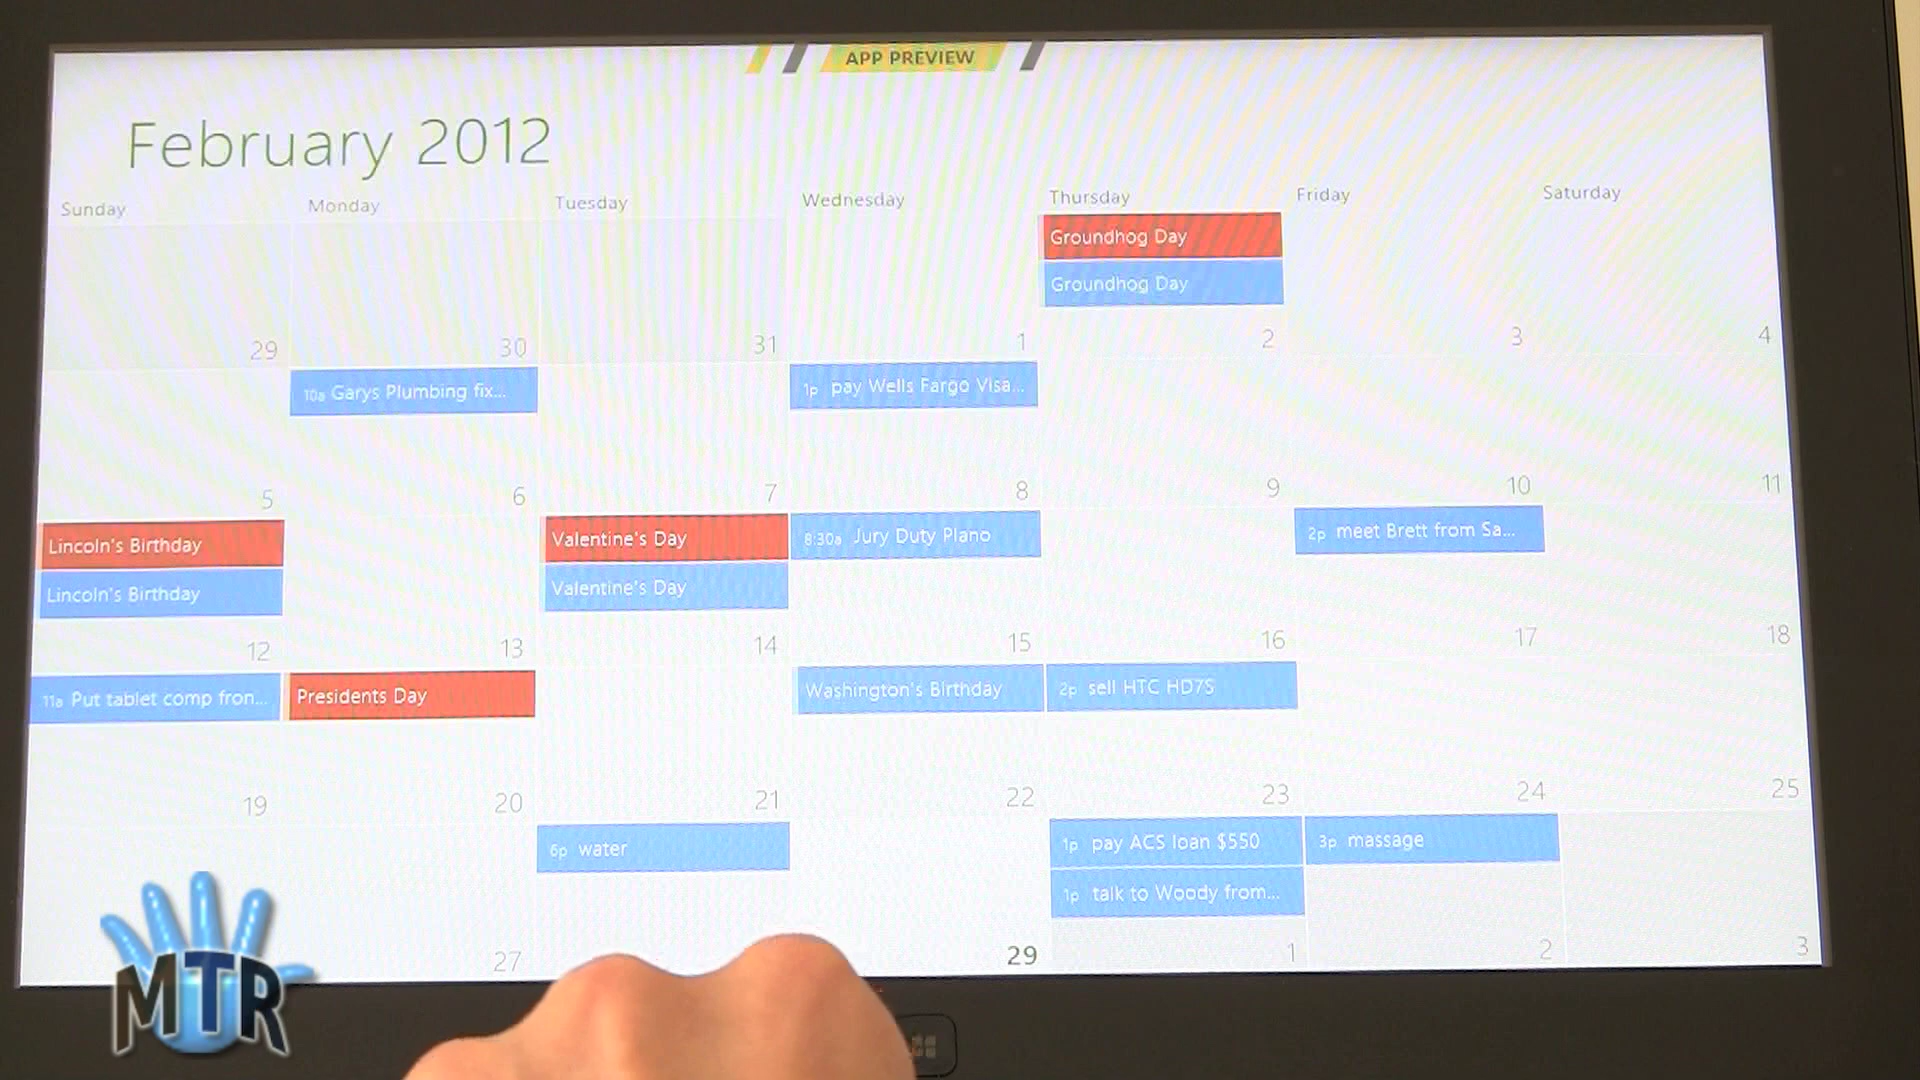 APP PREVIEW
February 2012
Sunday Monday Tuesday Wednesday Thursday Friday Saturday
Groundhog Day
Groundhog Day
29 30 31 1 2 3 4
10a Garys Plumbing fix... 1p pay Wells Fargo Visa...
5 6 7 8 9 10 11
Lincoln's Birthday Valentine's Day 8:30a Jury Duty Plano 2p meet Brett from Sa...
Lincoln's Birthday Valentine's Day
12 13 14 15 16 17 18
11a Put tablet comp fron... Presidents Day Washington's Birthday 2p sell HTC HD7S
19 20 21 22 23 24 25
6p water 1p pay ACS loan $550 3p massage
1p talk to Woody from...
27 29 1 2 3
MTR